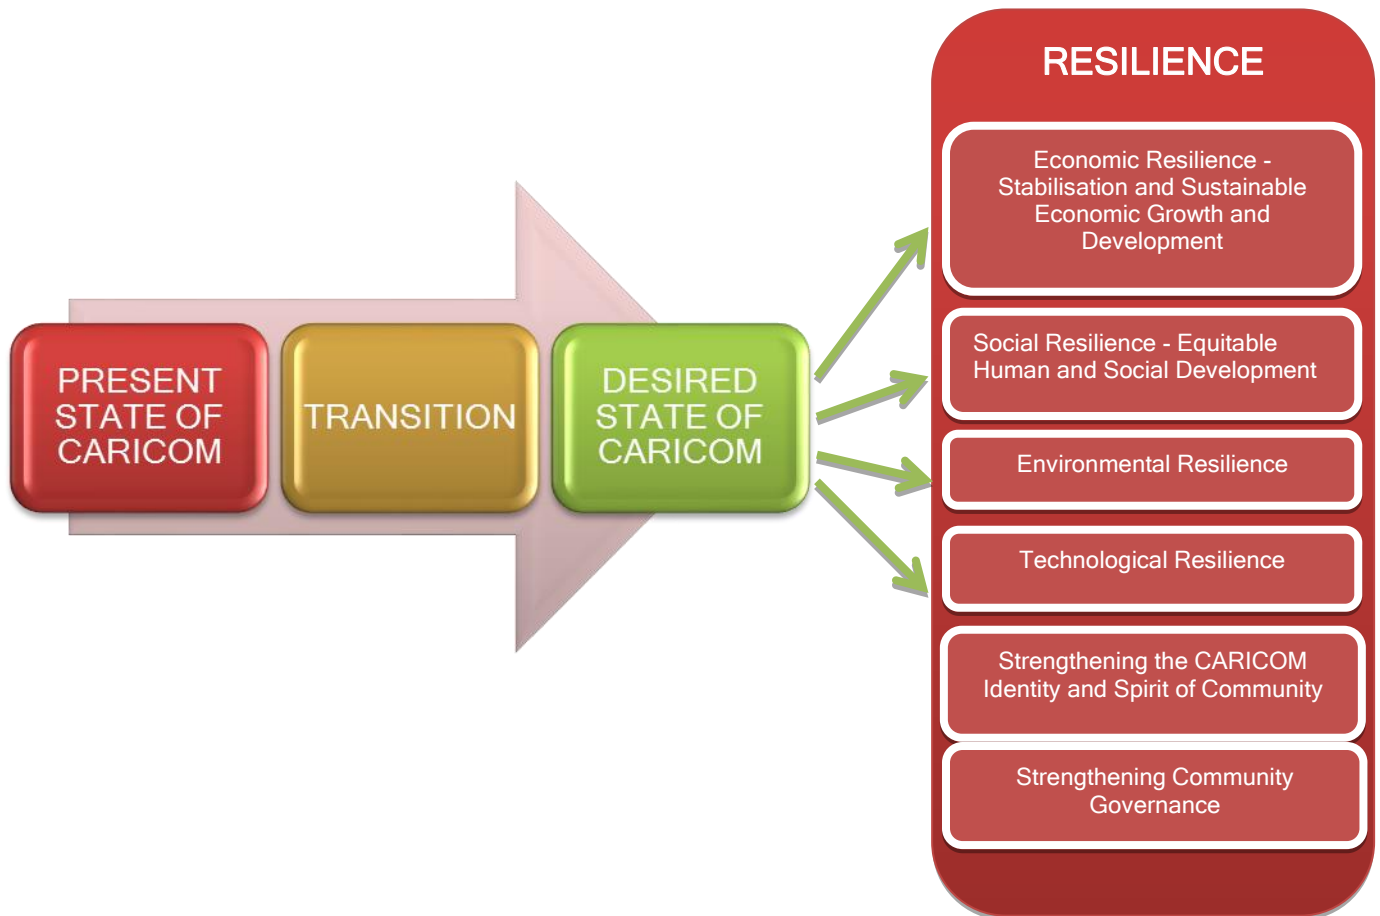 RESILIENCE
Economic Resilience -
Stabilisation and Sustainable
Economic Growth and
Development
Social Resilience - Equitable
Human and Social Development
Environmental Resilience
Technological Resilience
Strengthening the CARICOM
Identity and Spirit of Community
Strengthening Community
Governance
PRESENT
STATE OF
CARICOM
TRANSITION
DESIRED
STATE OF
CARICOM